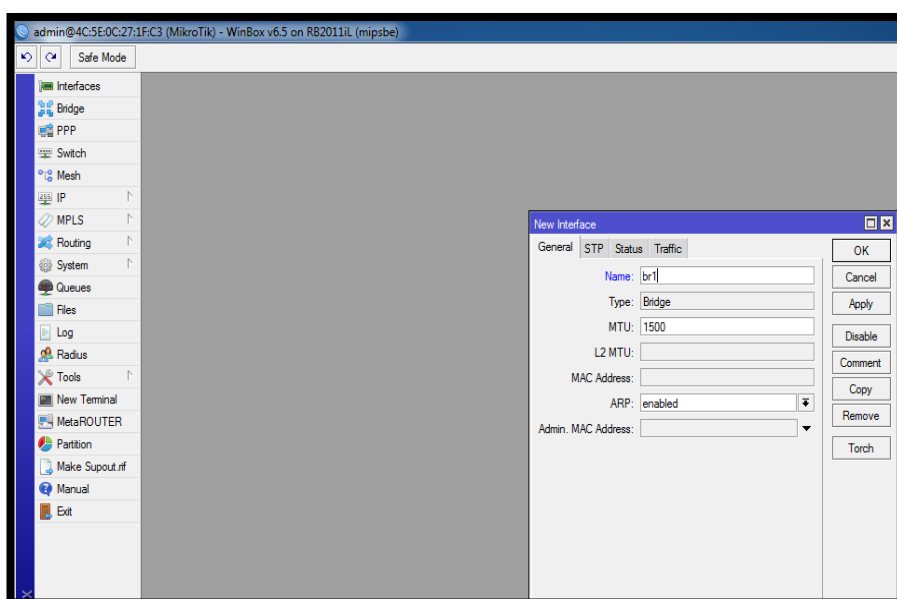 admin@4C:5E:0C:27:1F:C3 (MikroTik) - WinBox v6.5 on RB2011iL (mipsbe)
Safe Mode
Interfaces
Bridge
PPP
Switch
Mesh
IP
MPLS
Routing
System
Queues
Files
Log
Radius
Tools
New Terminal
MetaROUTER
Partition
Make Supout.rif
Manual
Exit
New Interface
General STP Status Traffic
Name: br1
Type: Bridge
MTU: 1500
L2 MTU:
MAC Address:
ARP: enabled
Admin. MAC Address:
OK
Cancel
Apply
Disable
Comment
Copy
Remove
Torch